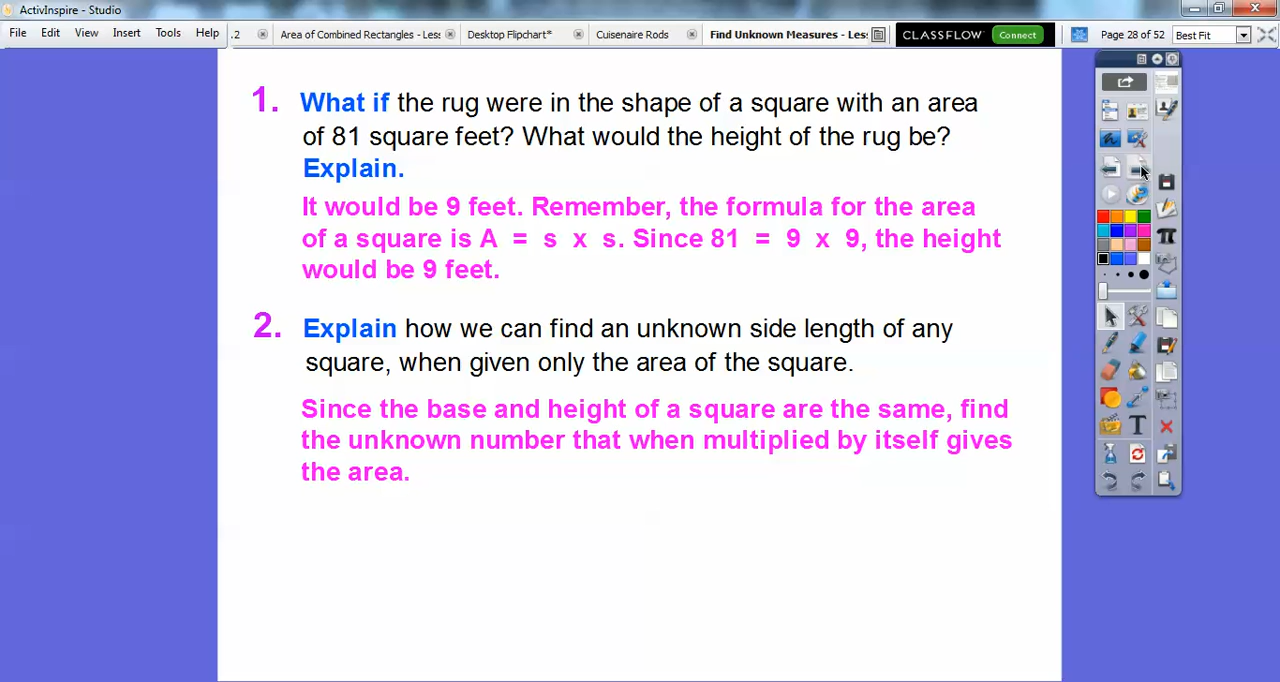 ActivInspire - Studio
File Edit View Insert Tools Help
.2 Area of Combined Rectangles - Less Desktop Flipchart* Cuisenaire Rods Find Unknown Measures - Les: CLASSFLOW Connect Page 28 of 52 Best Fit
1. What if the rug were in the shape of a square with an area
of 81 square feet? What would the height of the rug be?
Explain.
It would be 9 feet. Remember, the formula for the area
of a square is A = s x s. Since 81 = 9 x 9, the height
would be 9 feet.
2. Explain how we can find an unknown side length of any
square, when given only the area of the square.
Since the base and height of a square are the same, find
the unknown number that when multiplied by itself gives
the area.